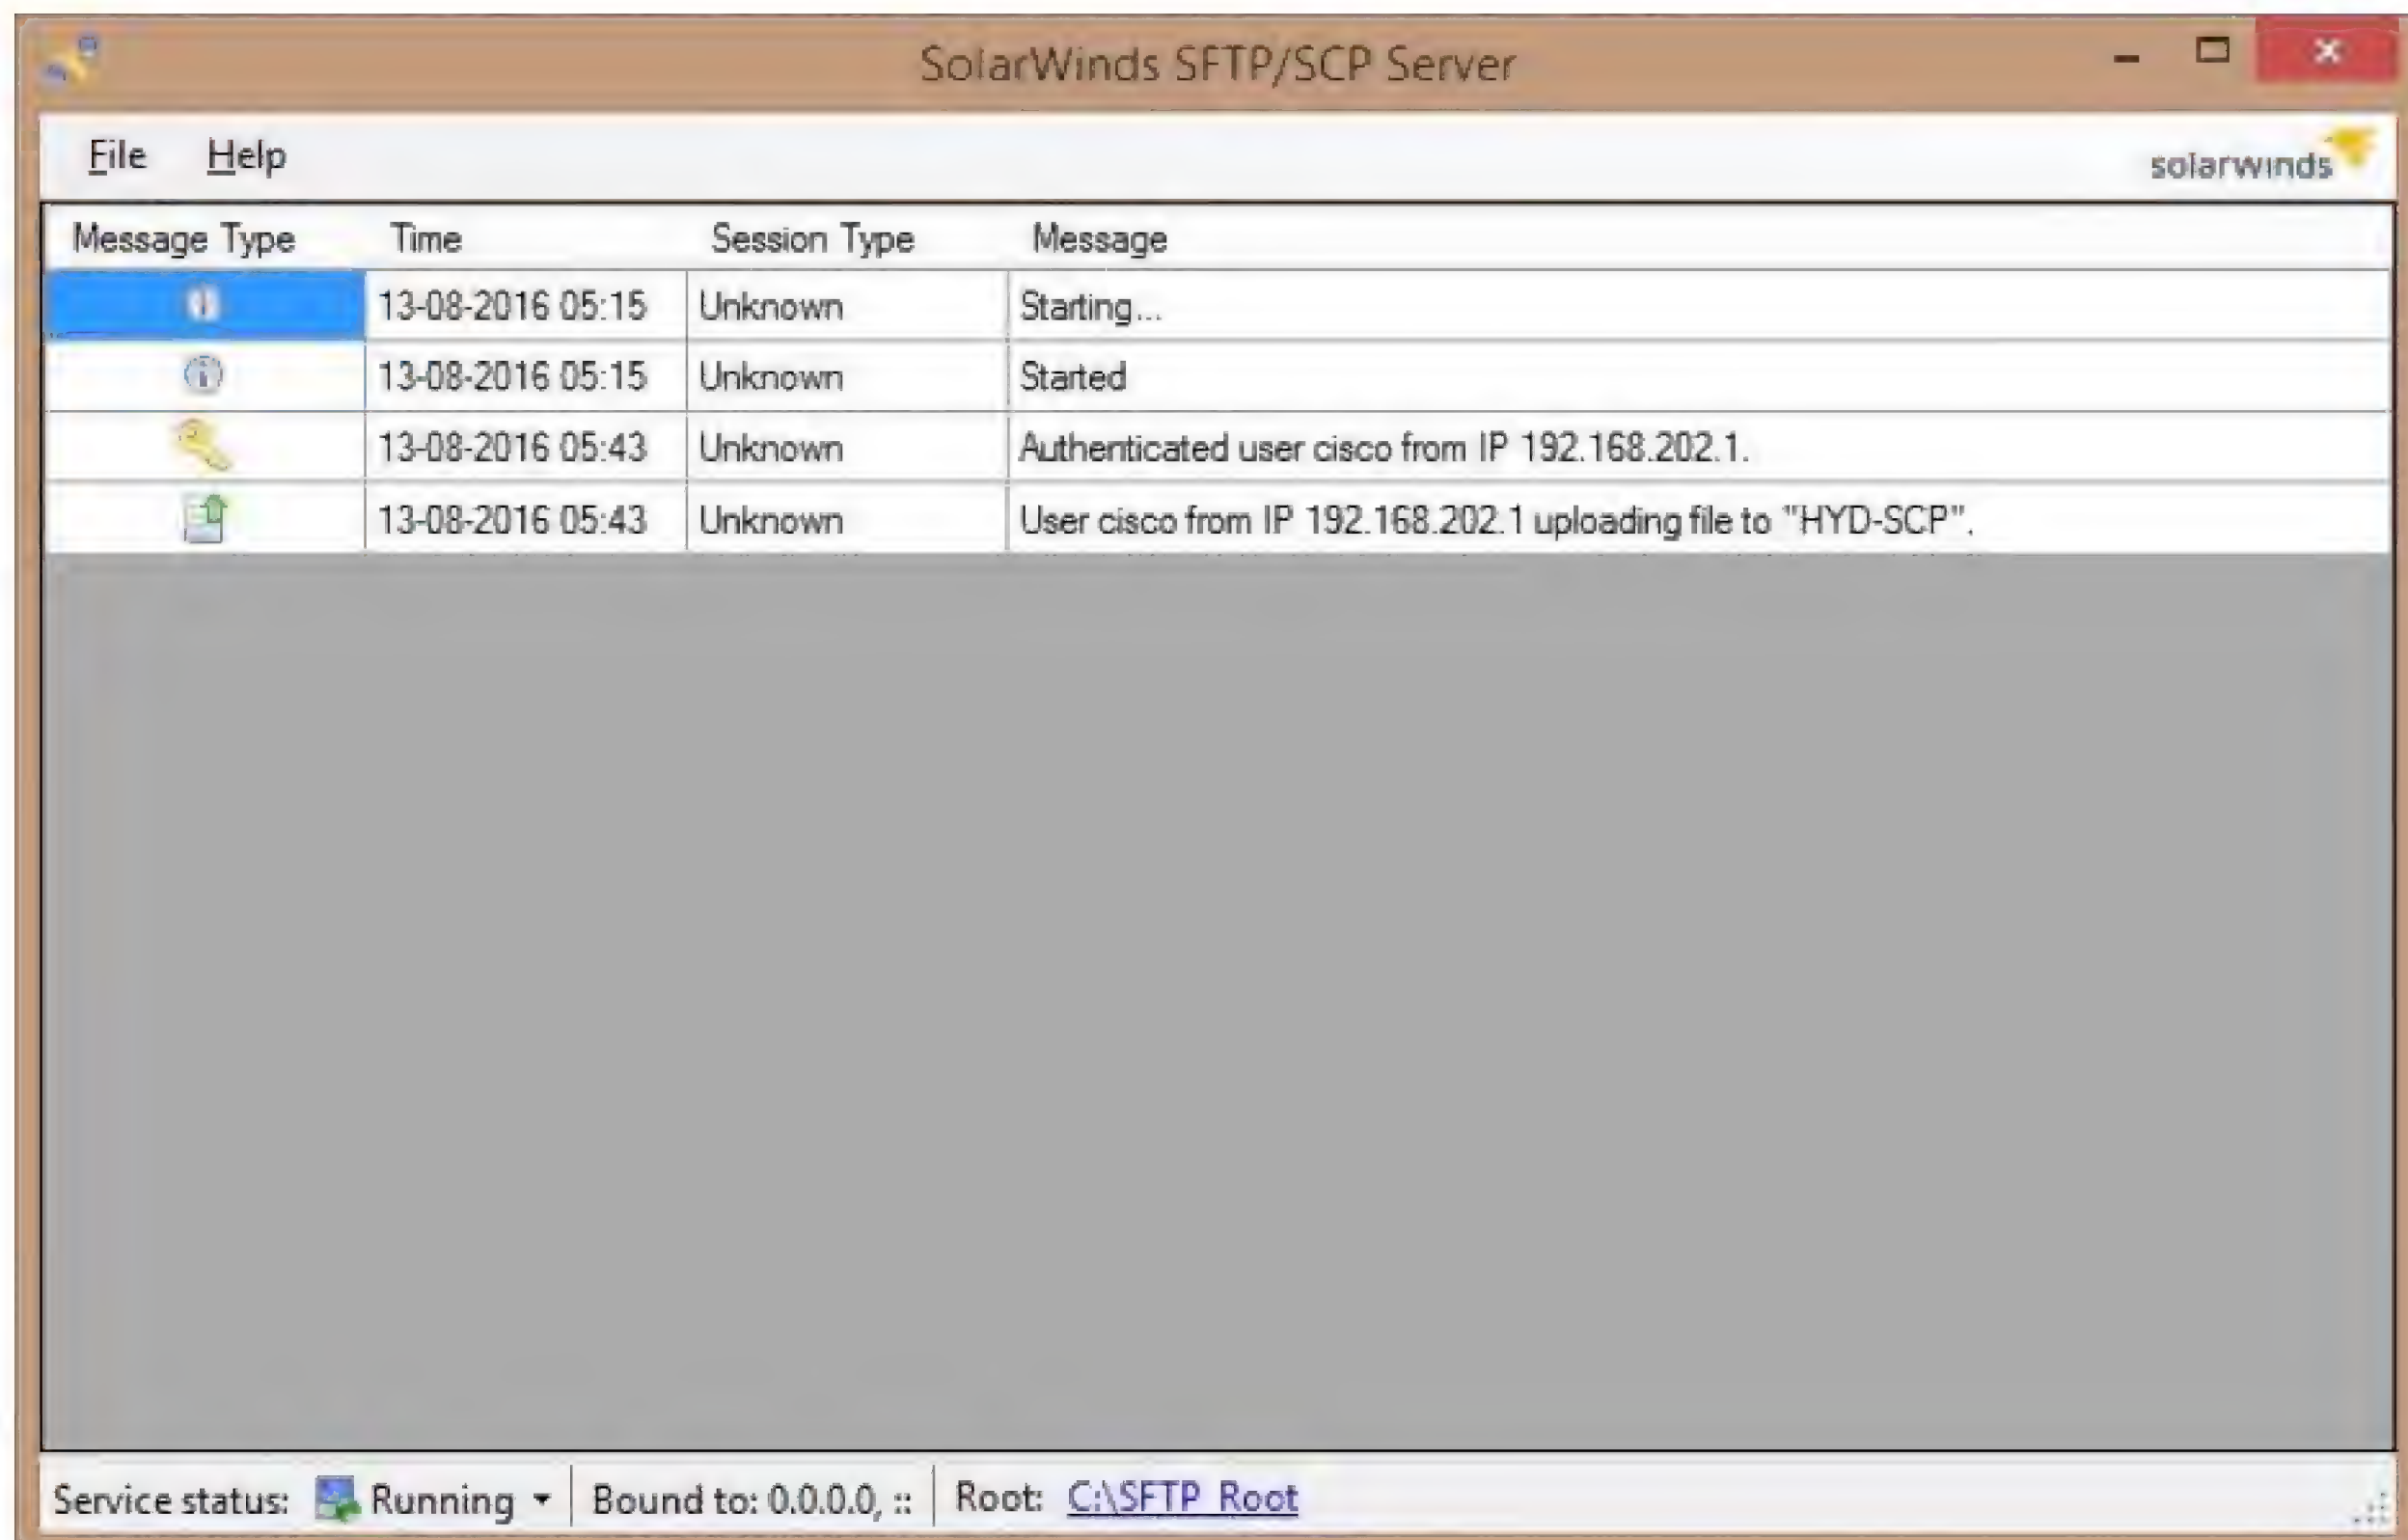 SolarWinds SFTP/SCP Server
File Help solarwinds
Message Type Time Session Type Message
13-08-2016 05:15 Unknown Starting...
13-08-2016 05:15 Unknown Started
13-08-2016 05:43 Unknown Authenticated user cisco from IP 192.168.202.1.
13-08-2016 05:43 Unknown User cisco from IP 192.168.202.1 uploading file to "HYD-SCP".
Service status: Running Bound to: 0.0.0.0, :: Root: C:\SFTP_Root